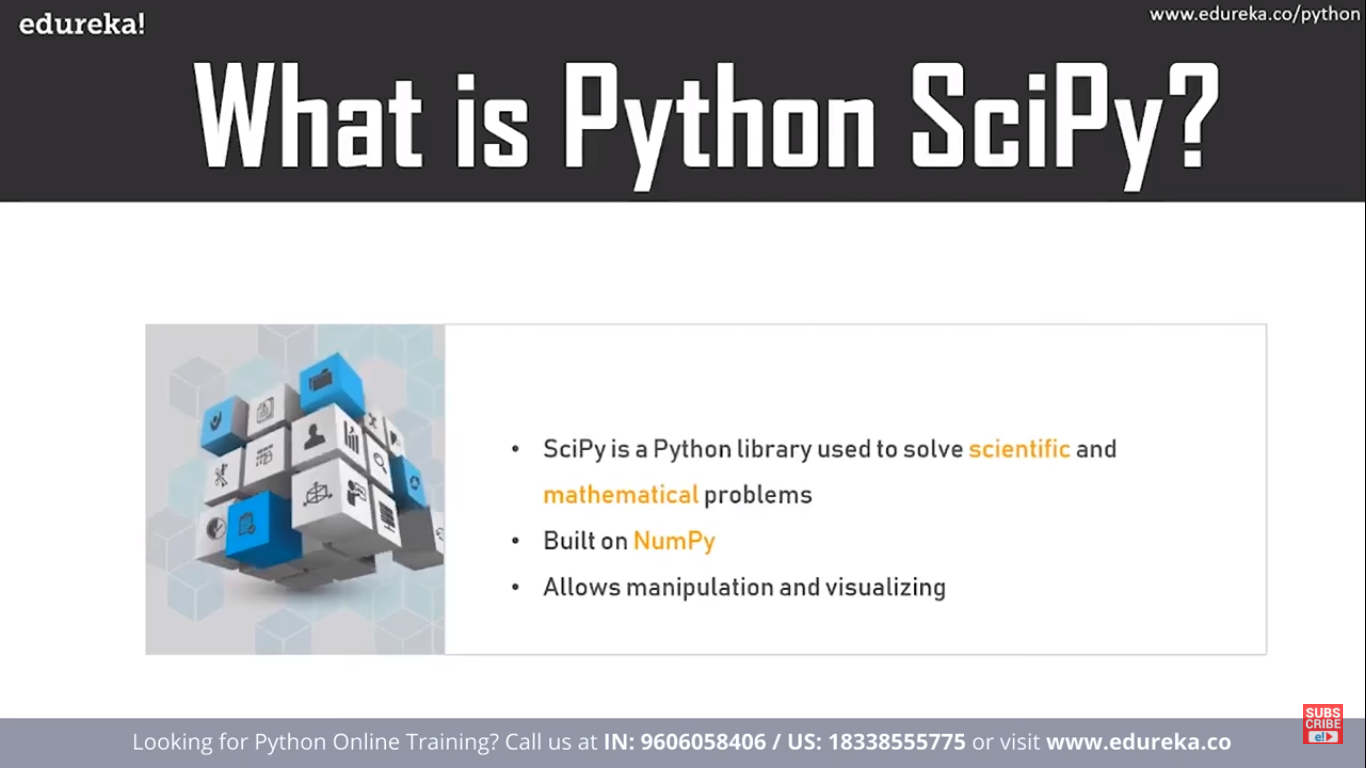 edureka!
www.edureka.co/python
What is Python SciPy?
• SciPy is a Python library used to solve scientific and
mathematical problems
• Built on NumPy
• Allows manipulation and visualizing
SUBS
CRIBE
e!
Looking for Python Online Training? Call us at IN: 9606058406 / US: 18338555775 or visit www.edureka.co